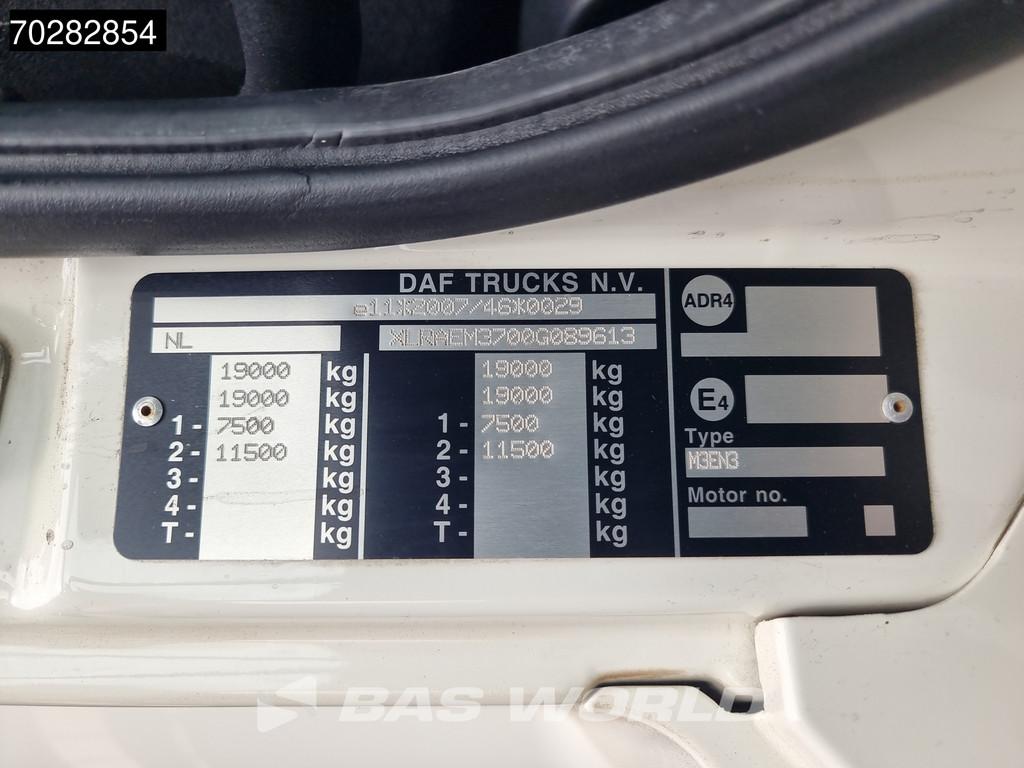 70282854
DAF TRUCKS N.V.
e11*2007/46*0029
NL XLRAEM3700G089613
19000 kg 19000 kg
19000 kg 19000 kg
1- 7500 kg 1- 7500 kg
2- 11500 kg 2- 11500 kg
3- kg 3- kg
4- kg 4- kg
T- kg T- kg
ADR4
E4
Type
M3EN3
Motor no.
BAS WORLD